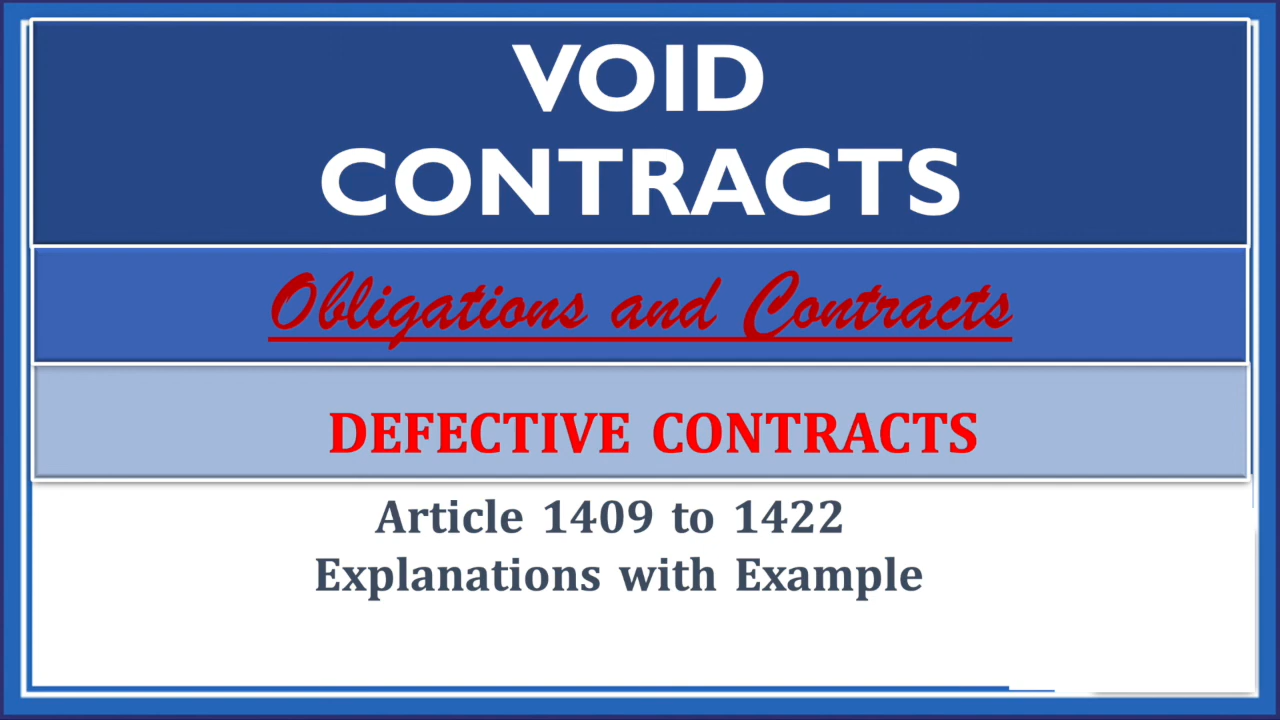 VOID
CONTRACTS
Obligations and Contracts
DEFECTIVE CONTRACTS
Article 1409 to 1422
Explanations with Example